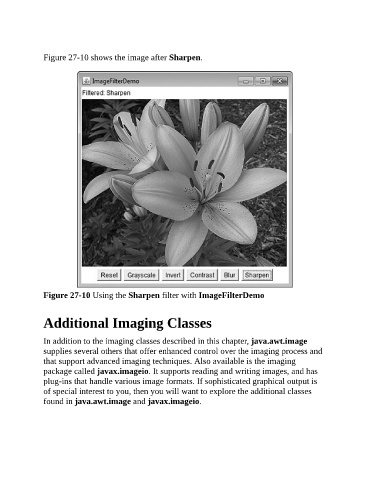 Figure 27-10 shows the image after Sharpen.
ImageFilterDemo
Filtered: Sharpen
Reset Grayscale Invert Contrast Blur Sharpen
Figure 27-10 Using the Sharpen filter with ImageFilterDemo
Additional Imaging Classes
In addition to the imaging classes described in this chapter, java.awt.image
supplies several others that offer enhanced control over the imaging process and
that support advanced imaging techniques. Also available is the imaging
package called javax.imageio. It supports reading and writing images, and has
plug-ins that handle various image formats. If sophisticated graphical output is
of special interest to you, then you will want to explore the additional classes
found in java.awt.image and javax.imageio.